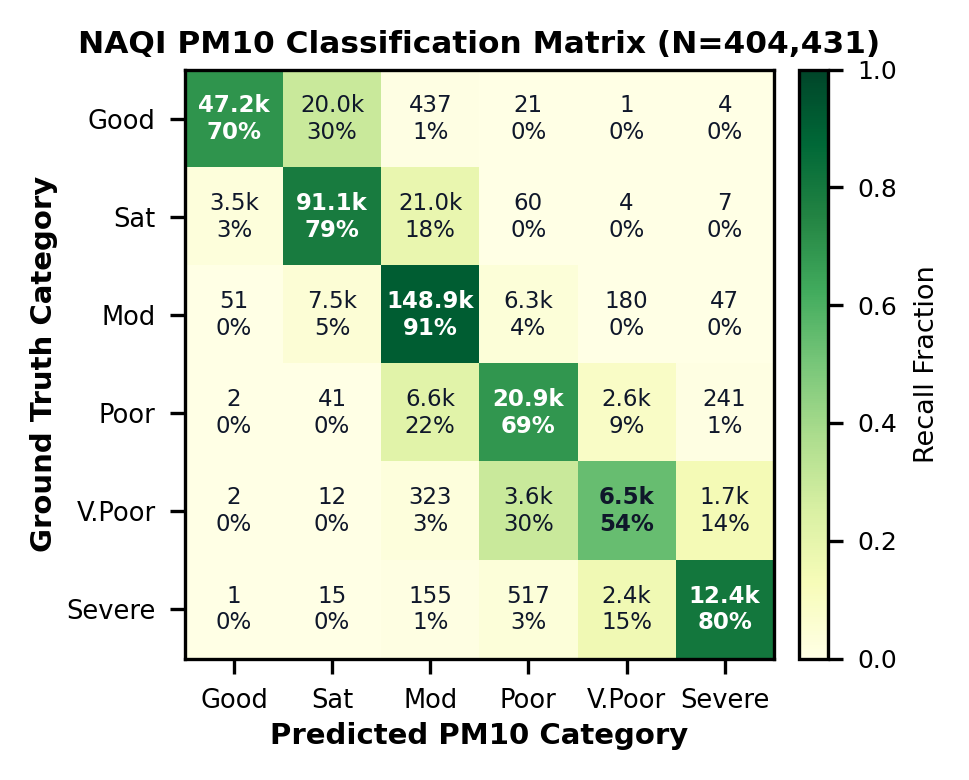 NAQI PM10 Classification Matrix (N=404,431)
Ground Truth Category
Good 47.2k 20.0k 437 21 1 4
70% 30% 1% 0% 0% 0%
Sat 3.5k 91.1k 21.0k 60 4 7
3% 79% 18% 0% 0% 0%
Mod 51 7.5k 148.9k 6.3k 180 47
0% 5% 91% 4% 0% 0%
Poor 2 41 6.6k 20.9k 2.6k 241
0% 0% 22% 69% 9% 1%
V.Poor 2 12 323 3.6k 6.5k 1.7k
0% 0% 3% 30% 54% 14%
Severe 1 15 155 517 2.4k 12.4k
0% 0% 1% 3% 15% 80%
Good Sat Mod Poor V.Poor Severe
Predicted PM10 Category
1.0
0.8
0.6
0.4
0.2
0.0
Recall Fraction